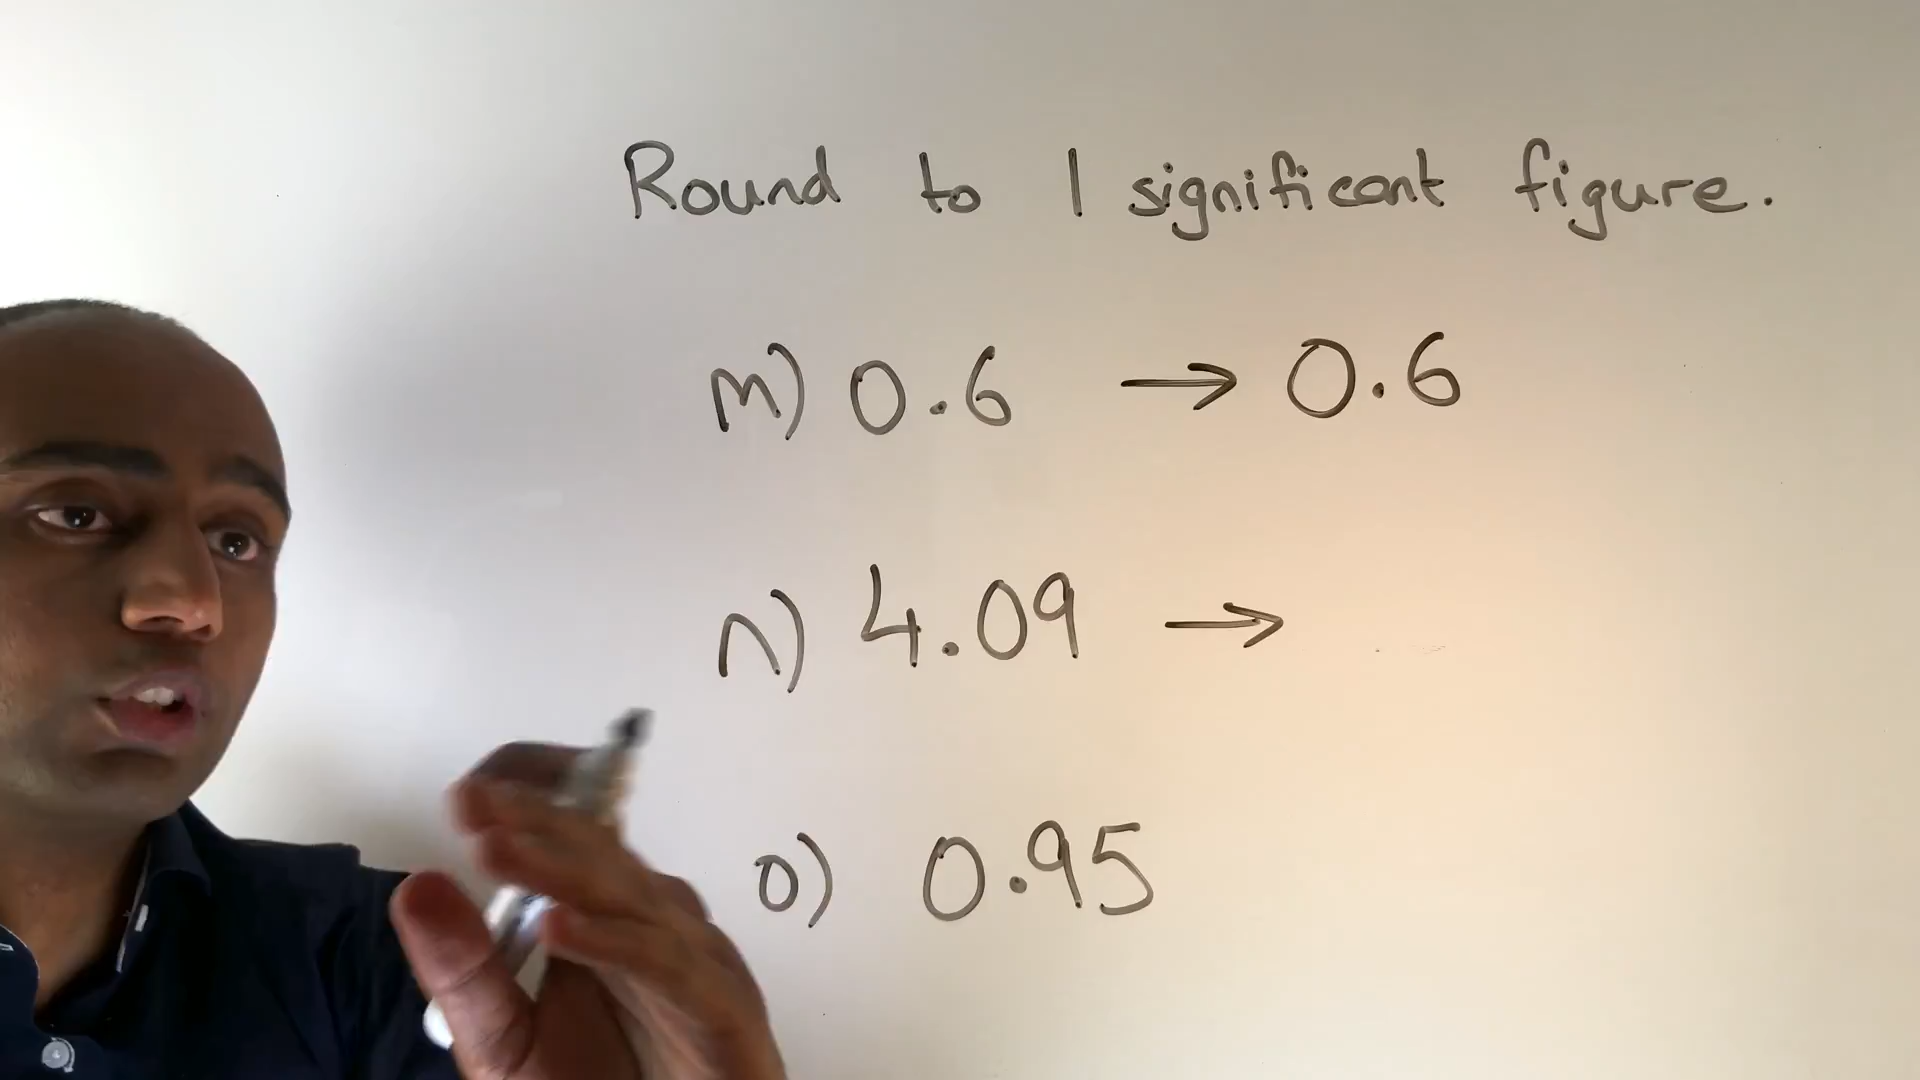 Round to 1 significant figure.
m) 0.6 → 0.6
n) 4.09 →
o) 0.95